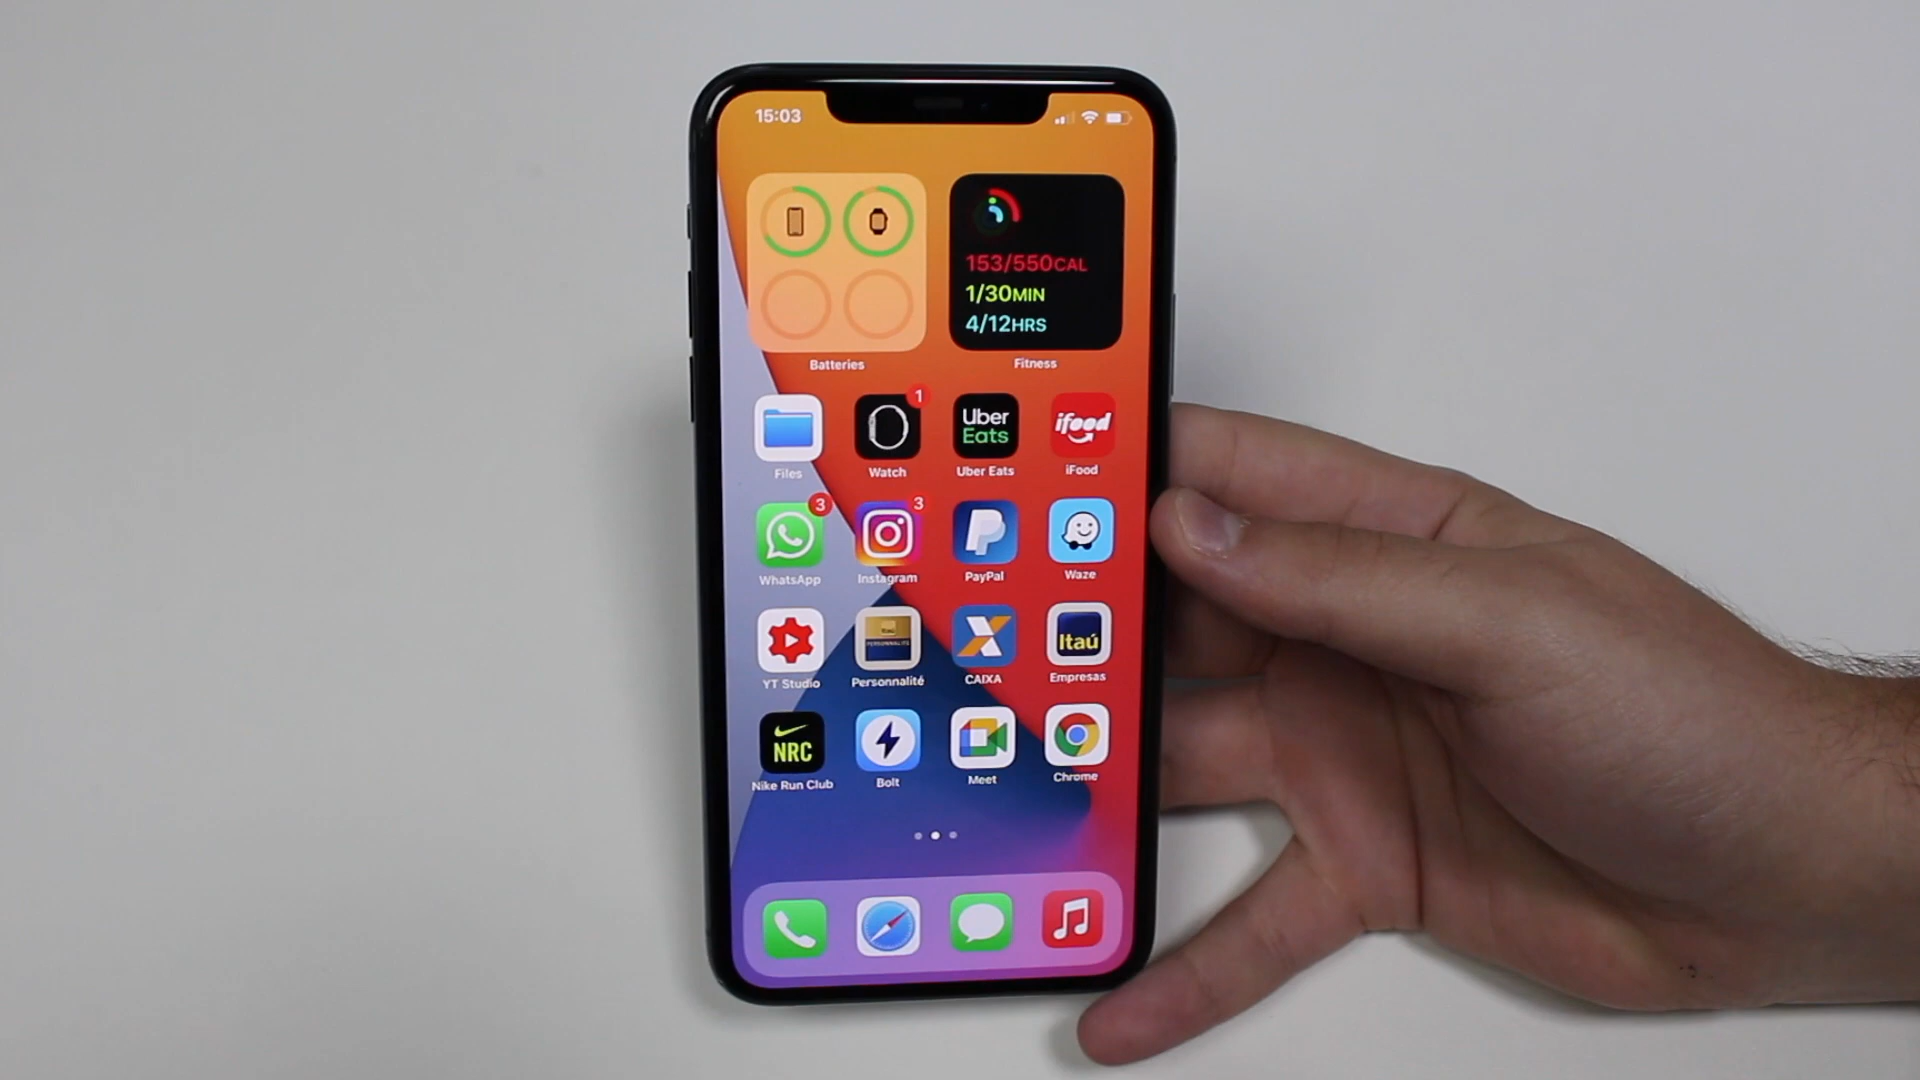 15:03
153/550CAL
1/30MIN
4/12HRS
Batteries
Fitness
1
Uber
Eats
ifood
Files
Watch
Uber Eats
iFood
3
3
WhatsApp
Instagram
PayPal
Waze
Itaú
PERSONNALITÉ
Itaú
YT Studio
Personnalité
CAIXA
Empresas
NRC
Nike Run Club
Bolt
Meet
Chrome